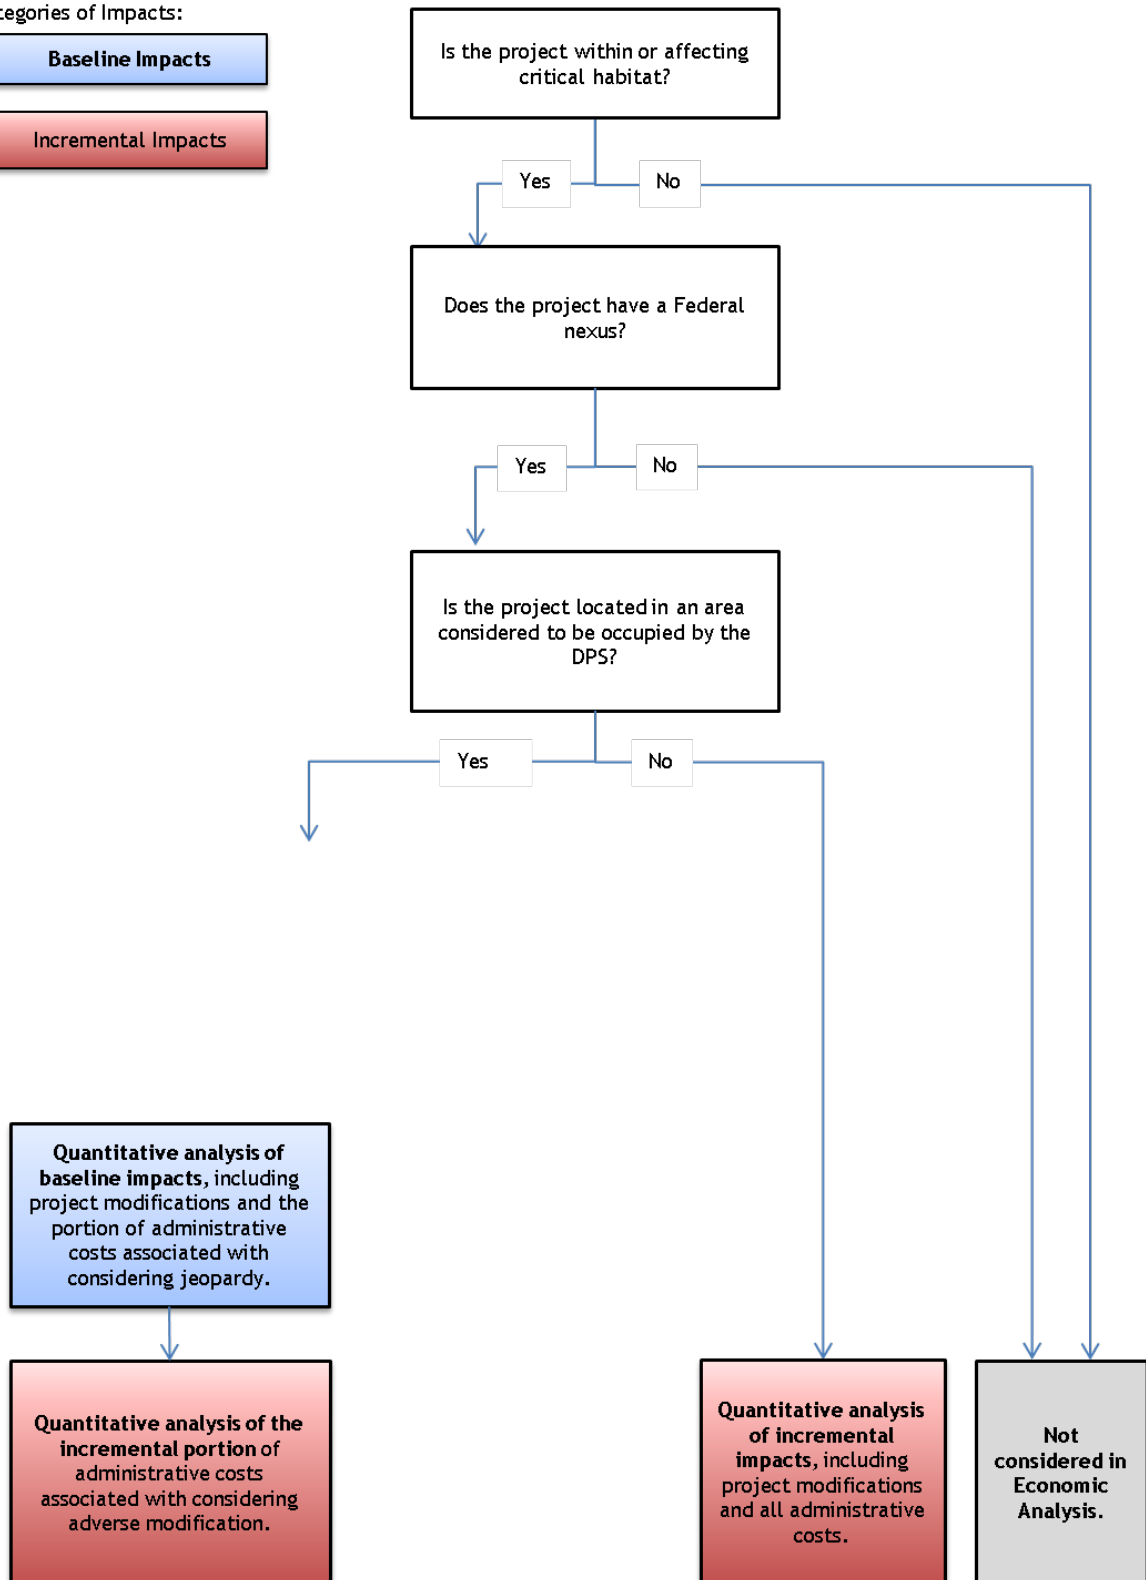 tegories of Impacts:
Baseline Impacts
Incremental Impacts
Is the project within or affecting
critical habitat?
Yes
No
Does the project have a Federal
nexus?
Yes
No
Is the project located in an area
considered to be occupied by the
DPS?
Yes
No
Quantitative analysis of
baseline impacts, including
project modifications and the
portion of administrative
costs associated with
considering jeopardy.
Quantitative analysis of the
incremental portion of
administrative costs
associated with considering
adverse modification.
Quantitative analysis
of incremental
impacts, including
project modifications
and all administrative
costs.
Not
considered in
Economic
Analysis.